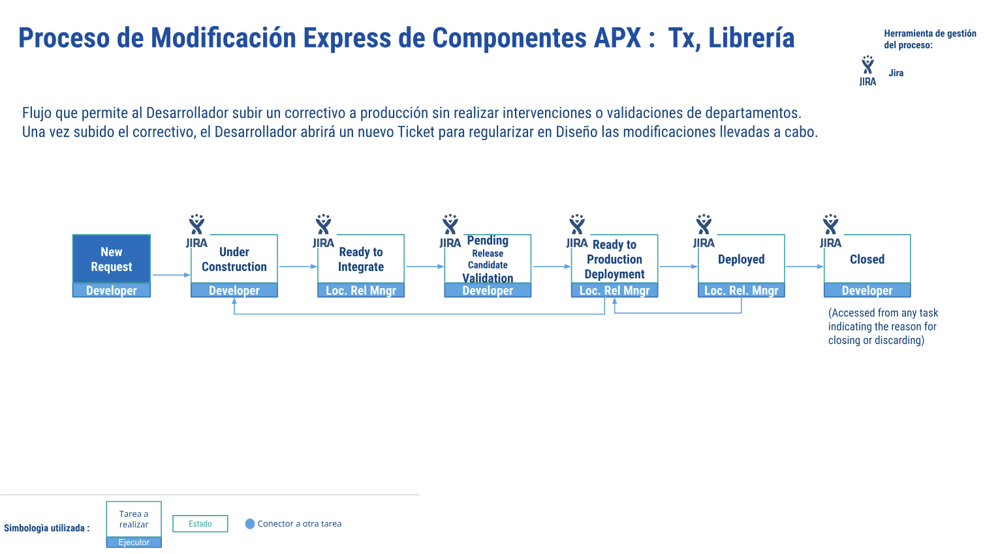 Proceso de Modificación Express de Componentes APX :  Tx, Librería
Herramienta de gestión
del proceso:
JIRA
Jira
Flujo que permite al Desarrollador subir un correctivo a producción sin realizar intervenciones o validaciones de departamentos.
Una vez subido el correctivo, el Desarrollador abrirá un nuevo Ticket para regularizar en Diseño las modificaciones llevadas a cabo.
New
Request
Developer
JIRA
Under
Construction
Developer
JIRA
Ready to
Integrate
Loc. Rel Mngr
JIRA
Pending
Release
Candidate
Validation
Developer
JIRA
Ready to
Production
Deployment
Loc. Rel Mngr
JIRA
Deployed
Loc. Rel. Mngr
JIRA
Closed
Developer
(Accessed from any task
indicating the reason for
closing or discarding)
Simbologìa utilizada :
Tarea a
realizar
Ejecutor
Estado
Conector a otra tarea